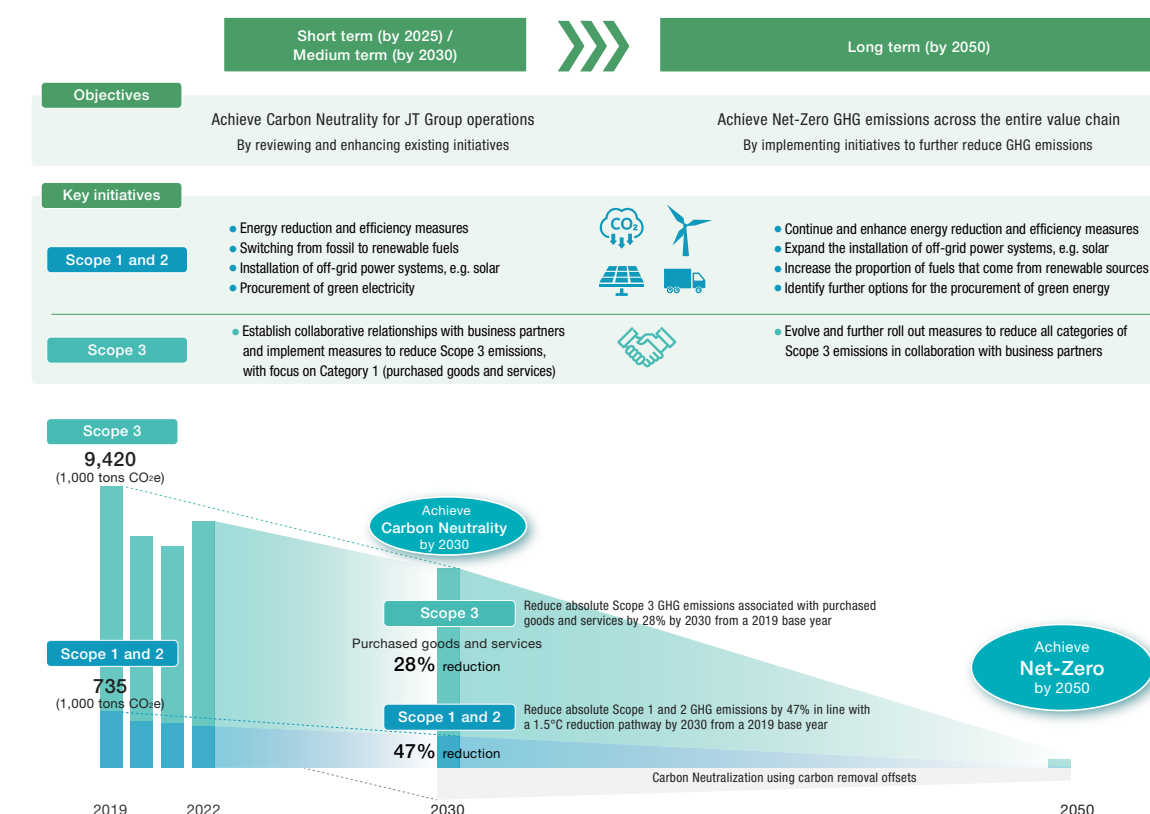 Short term (by 2025) /
Medium term (by 2030)
Long term (by 2050)
Objectives
Achieve Carbon Neutrality for JT Group operations
By reviewing and enhancing existing initiatives
Achieve Net-Zero GHG emissions across the entire value chain
By implementing initiatives to further reduce GHG emissions
Key initiatives
Scope 1 and 2
● Energy reduction and efficiency measures
● Switching from fossil to renewable fuels
● Installation of off-grid power systems, e.g. solar
● Procurement of green electricity
CO₂
● Continue and enhance energy reduction and efficiency measures
● Expand the installation of off-grid power systems, e.g. solar
● Increase the proportion of fuels that come from renewable sources
● Identify further options for the procurement of green energy
Scope 3
● Establish collaborative relationships with business partners
and implement measures to reduce Scope 3 emissions,
with focus on Category 1 (purchased goods and services)
● Evolve and further roll out measures to reduce all categories of
Scope 3 emissions in collaboration with business partners
Scope 3
9,420
(1,000 tons CO₂e)
Achieve
Carbon Neutrality
by 2030
Scope 3
Reduce absolute Scope 3 GHG emissions associated with purchased
goods and services by 28% by 2030 from a 2019 base year
Purchased goods and services
28% reduction
Scope 1 and 2
735
(1,000 tons CO₂e)
Achieve
Net-Zero
by 2050
Scope 1 and 2
Reduce absolute Scope 1 and 2 GHG emissions by 47% in line with
a 1.5°C reduction pathway by 2030 from a 2019 base year
47% reduction
Carbon Neutralization using carbon removal offsets
2019
2022
2030
2050